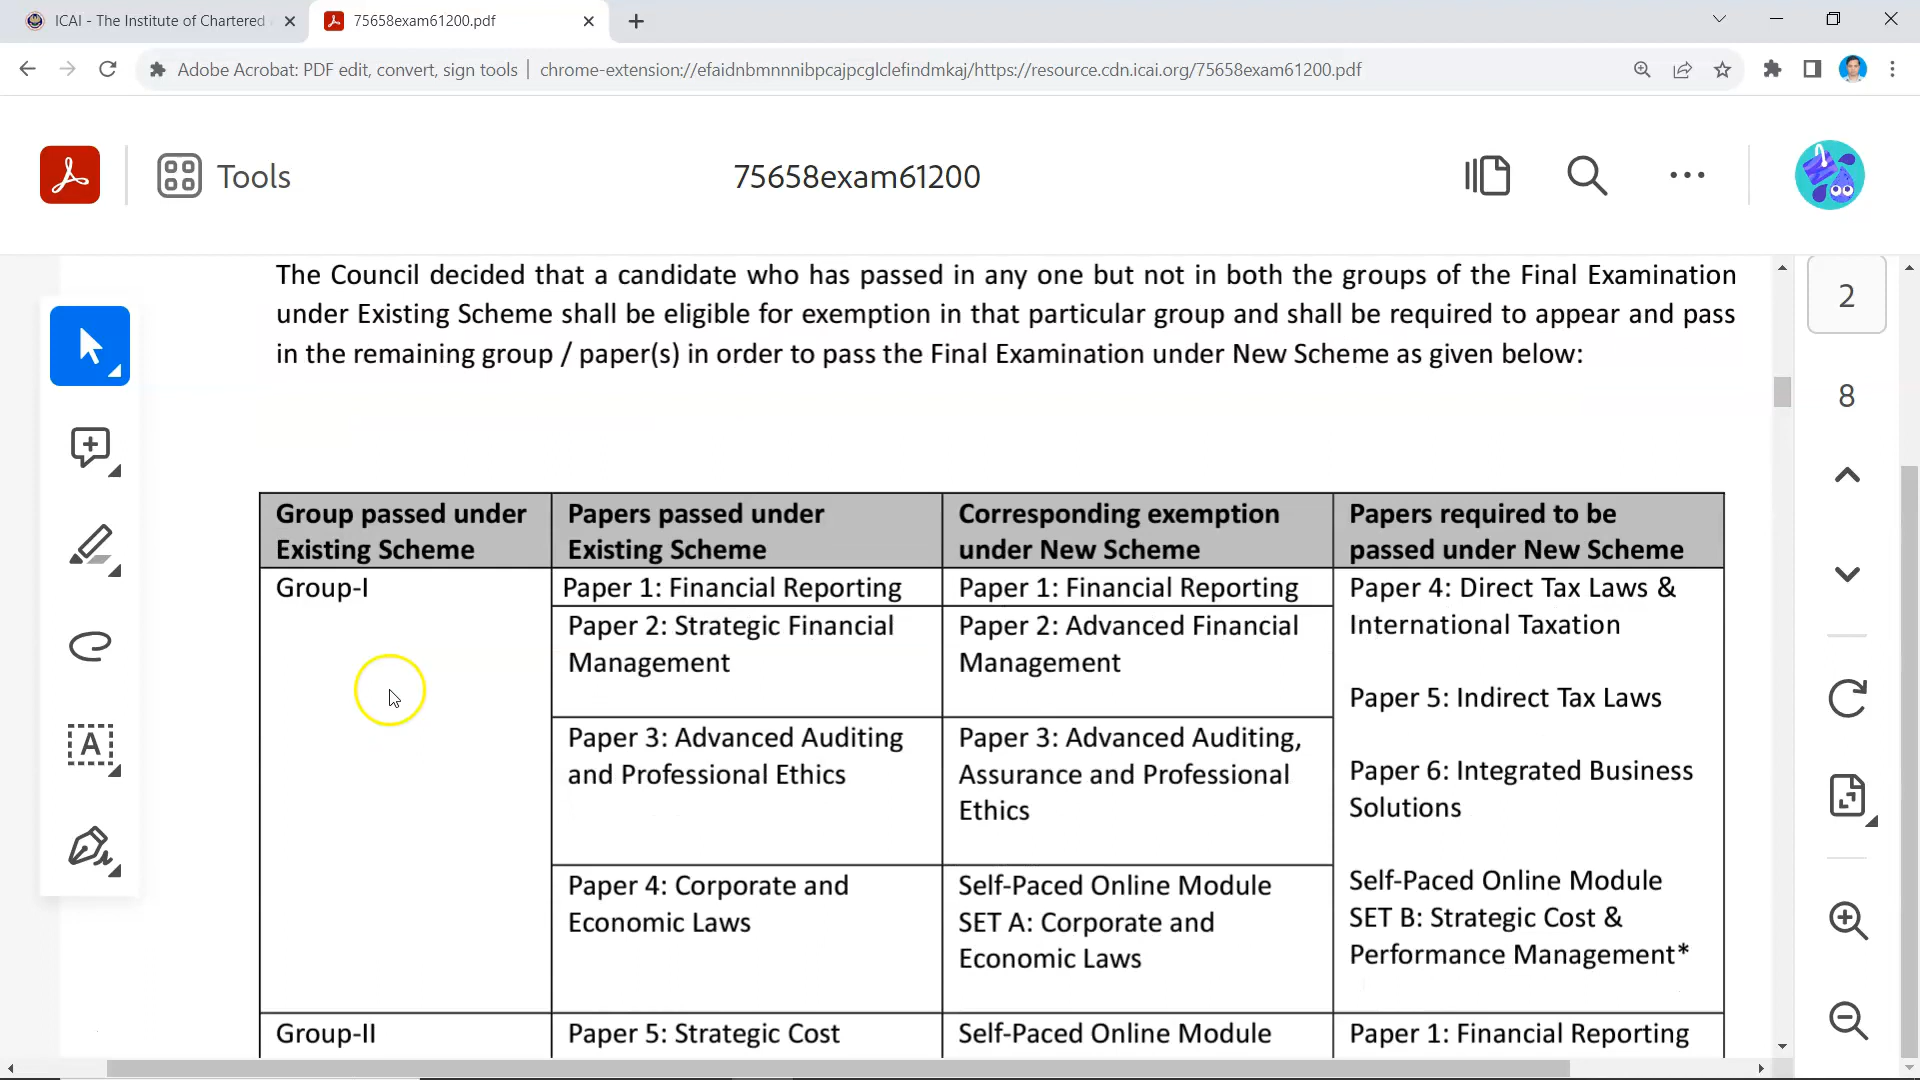 ICAI - The Institute of Chartered
75658exam61200.pdf
Adobe Acrobat: PDF edit, convert, sign tools | chrome-extension://efaidnbmnnnibpcajpcglclefindmkaj/https://resource.cdn.icai.org/75658exam61200.pdf
Tools
75658exam61200
The Council decided that a candidate who has passed in any one but not in both the groups of the Final Examination
under Existing Scheme shall be eligible for exemption in that particular group and shall be required to appear and pass
in the remaining group / paper(s) in order to pass the Final Examination under New Scheme as given below:
2
8
Group passed under
Existing Scheme
Papers passed under
Existing Scheme
Corresponding exemption
under New Scheme
Papers required to be
passed under New Scheme
Group-I
Paper 1: Financial Reporting
Paper 1: Financial Reporting
Paper 2: Strategic Financial
Management
Paper 2: Advanced Financial
Management
Paper 3: Advanced Auditing
and Professional Ethics
Paper 3: Advanced Auditing,
Assurance and Professional
Ethics
Paper 4: Corporate and
Economic Laws
Self-Paced Online Module
SET A: Corporate and
Economic Laws
Paper 4: Direct Tax Laws &
International Taxation
Paper 5: Indirect Tax Laws
Paper 6: Integrated Business
Solutions
Self-Paced Online Module
SET B: Strategic Cost &
Performance Management*
Group-II
Paper 5: Strategic Cost
Self-Paced Online Module
Paper 1: Financial Reporting